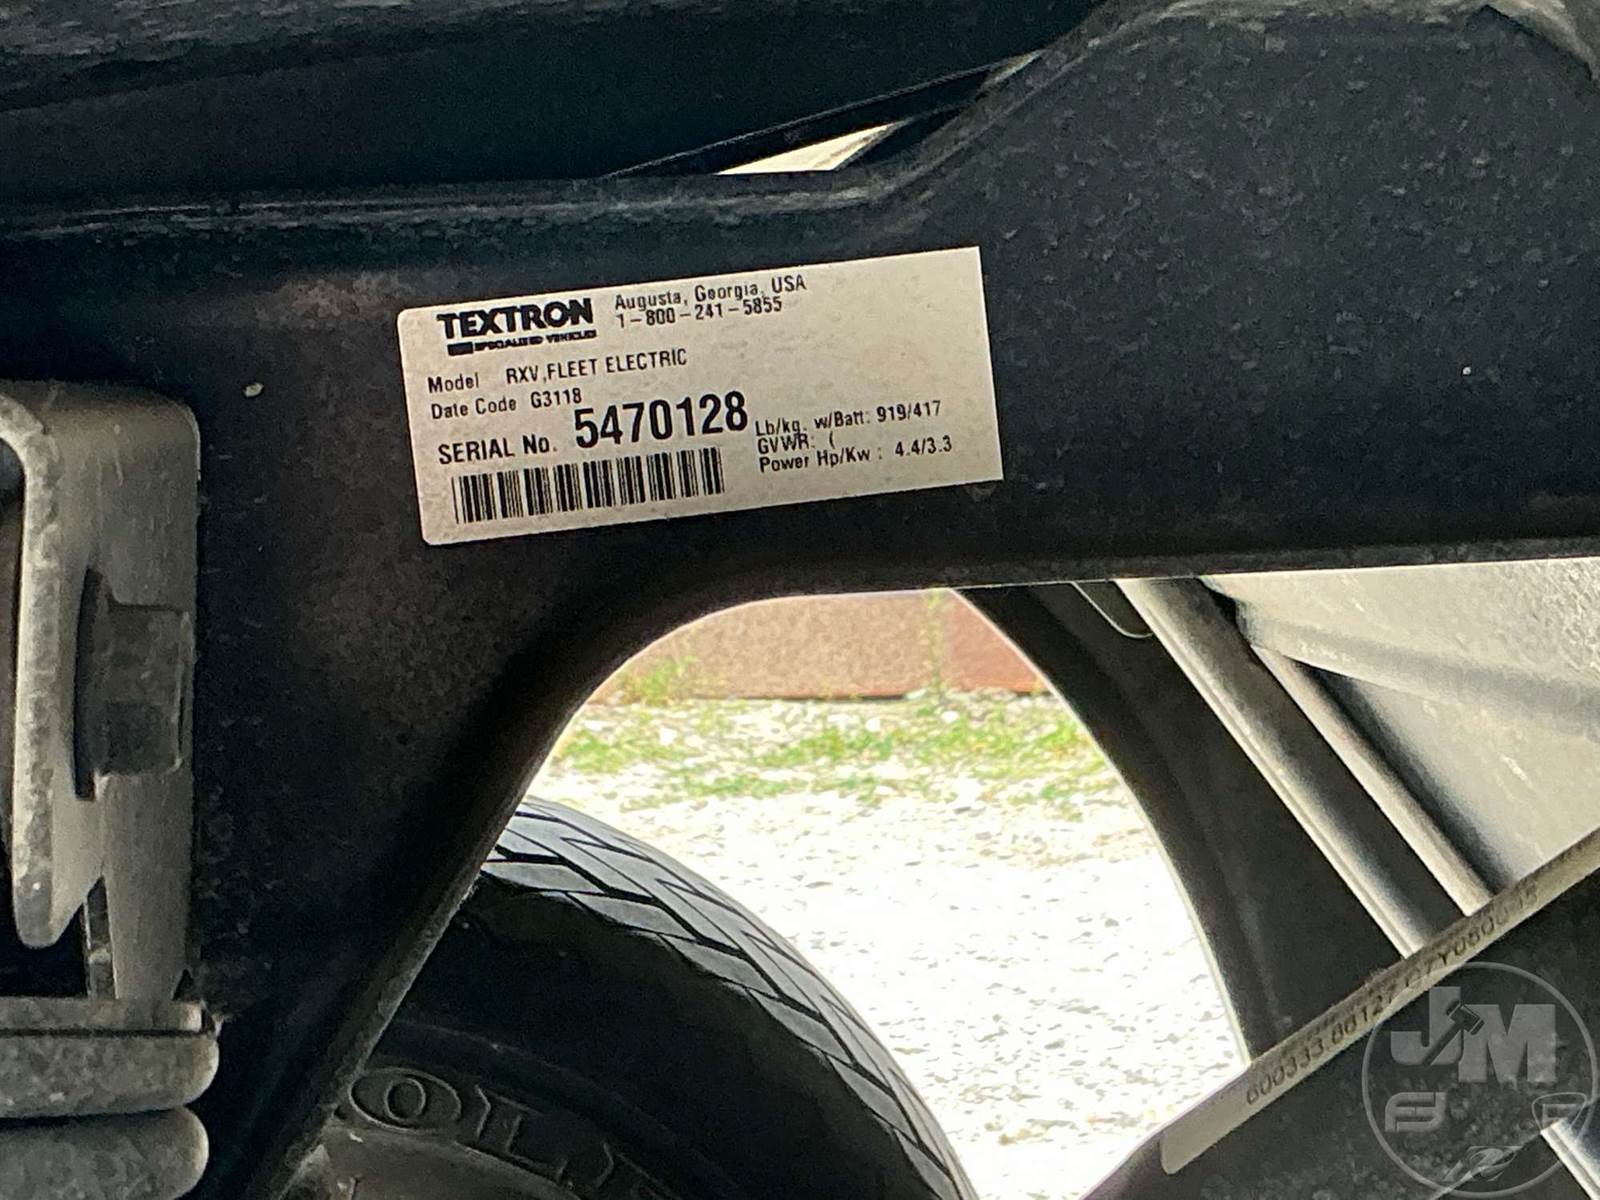 TEXTRON
SPECIALIZED VEHICLES
Augusta, Georgia, USA
1-800-241-5855
Model RXV,FLEET ELECTRIC
Date Code G3118
SERIAL No. 5470128
Lb/kg. w/Batt: 919/417
GVWR: (
Power Hp/Kw : 4.4/3.3
JM